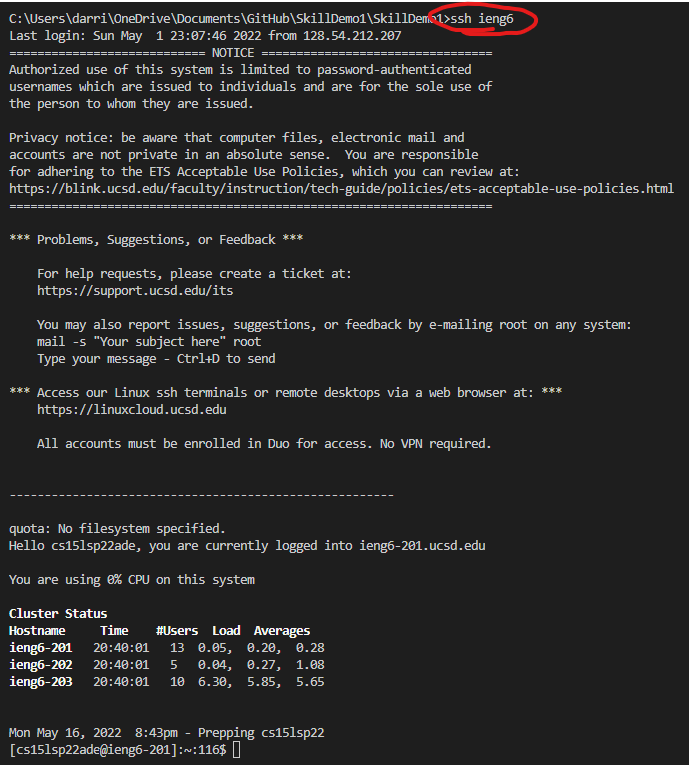 C:\Users\darri\OneDrive\Documents\GitHub\SkillDemo1\SkillDemo1>ssh ieng6
Last login: Sun May  1 23:07:46 2022 from 128.54.212.207
============================ NOTICE =================================
Authorized use of this system is limited to password-authenticated
usernames which are issued to individuals and are for the sole use of
the person to whom they are issued.

Privacy notice: be aware that computer files, electronic mail and
accounts are not private in an absolute sense.  You are responsible
for adhering to the ETS Acceptable Use Policies, which you can review at:
https://blink.ucsd.edu/faculty/instruction/tech-guide/policies/ets-acceptable-use-policies.html
=====================================================================

*** Problems, Suggestions, or Feedback ***

    For help requests, please create a ticket at:
    https://support.ucsd.edu/its

    You may also report issues, suggestions, or feedback by e-mailing root on any system:
    mail -s "Your subject here" root
    Type your message - Ctrl+D to send

*** Access our Linux ssh terminals or remote desktops via a web browser at: ***
    https://linuxcloud.ucsd.edu

    All accounts must be enrolled in Duo for access. No VPN required.

-------------------------------------------------------

quota: No filesystem specified.
Hello cs15lsp22ade, you are currently logged into ieng6-201.ucsd.edu

You are using 0% CPU on this system

Cluster Status
Hostname     Time    #Users  Load  Averages
ieng6-201   20:40:01   13  0.05,  0.20,  0.28
ieng6-202   20:40:01   5   0.04,  0.27,  1.08
ieng6-203   20:40:01   10  6.30,  5.85,  5.65

Mon May 16, 2022  8:43pm - Prepping cs15lsp22
[cs15lsp22ade@ieng6-201]:~:116$